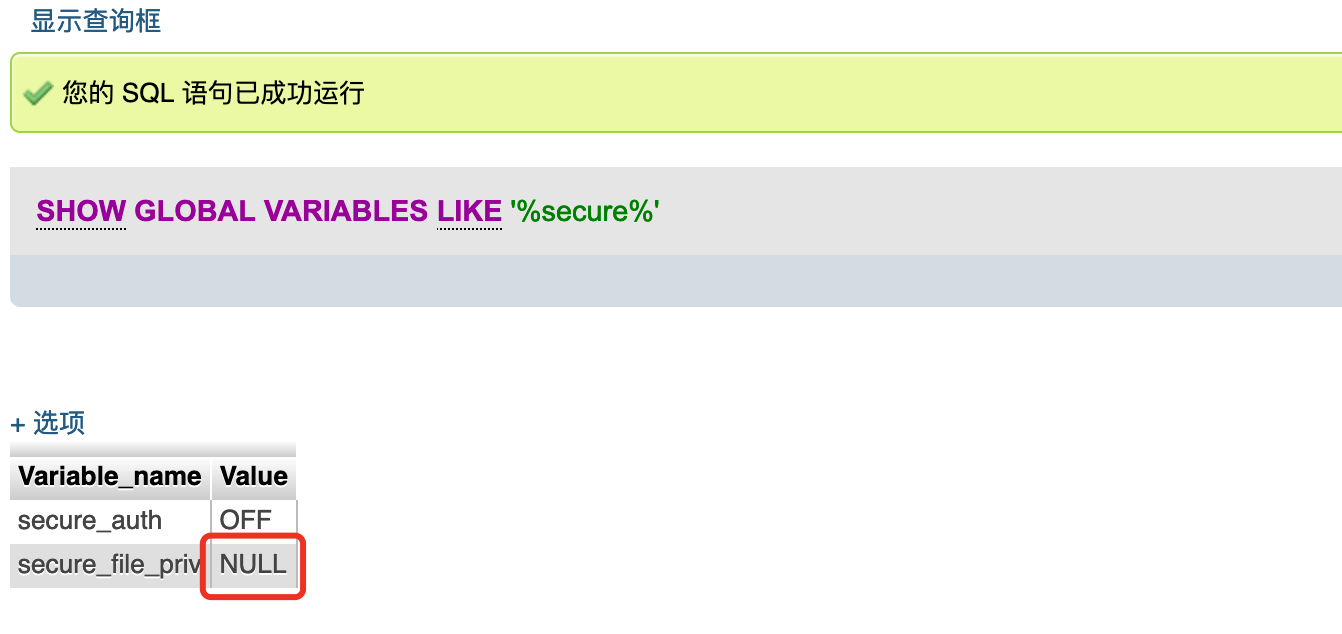 显示查询框
您的 SQL 语句已成功运行
SHOW GLOBAL VARIABLES LIKE '%secure%'
+ 选项
Variable_name Value
secure_auth OFF
secure_file_priv NULL